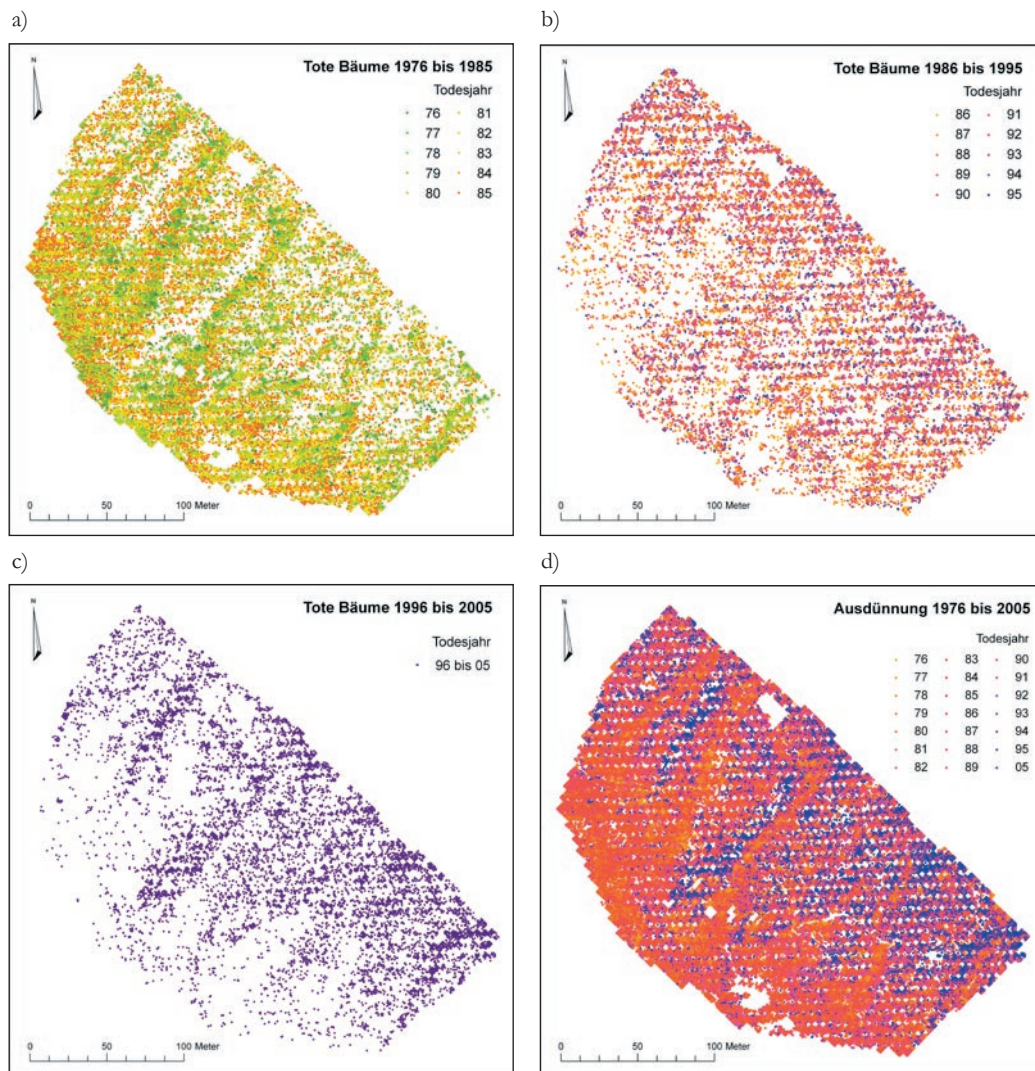 a)
N
Tote Bäume 1976 bis 1985
Todesjahr
76 81
77 82
78 83
79 84
80 85
0 50 100 Meter
b)
N
Tote Bäume 1986 bis 1995
Todesjahr
86 91
87 92
88 93
89 94
90 95
0 50 100 Meter
c)
N
Tote Bäume 1996 bis 2005
Todesjahr
96 bis 05
0 50 100 Meter
d)
N
Ausdünnung 1976 bis 2005
Todesjahr
76 83 90
77 84 91
78 85 92
79 86 93
80 87 94
81 88 95
82 89 05
0 50 100 Meter